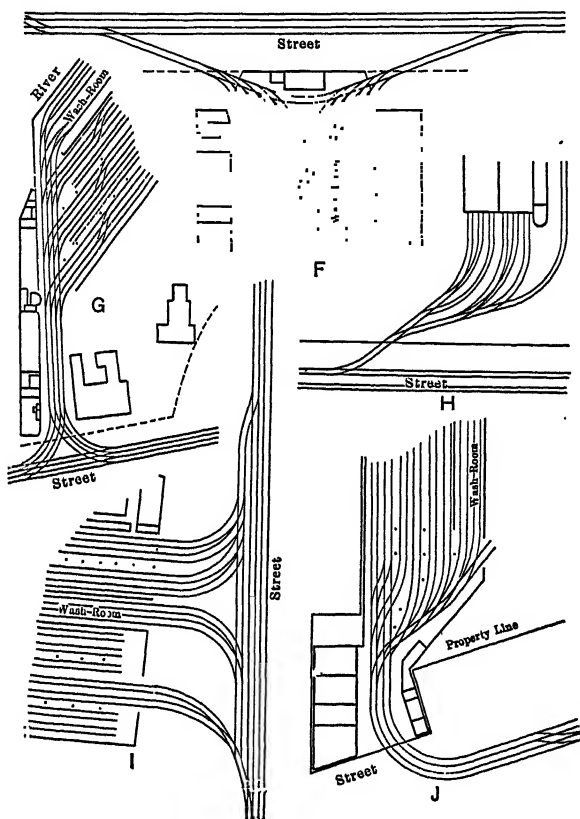 Street
River
Wash-Room
F
G
Street
H
Street
Street
Wash-Room
Wash-Room
Property Line
I
Street
J